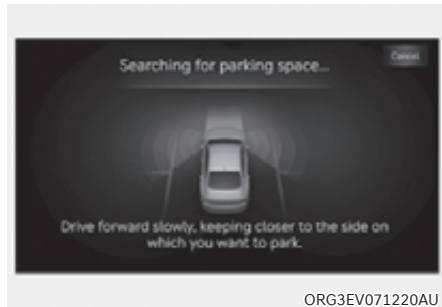 Searching for parking space...
Cancel
Drive forward slowly, keeping closer to the side on
which you want to park.
ORG3EV071220AU